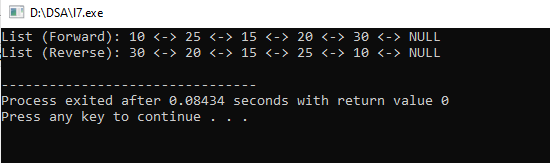 D:\DSA\I7.exe
List (Forward): 10 <-> 25 <-> 15 <-> 20 <-> 30 <-> NULL
List (Reverse): 30 <-> 20 <-> 15 <-> 25 <-> 10 <-> NULL
--------------------------------
Process exited after 0.08434 seconds with return value 0
Press any key to continue . . .